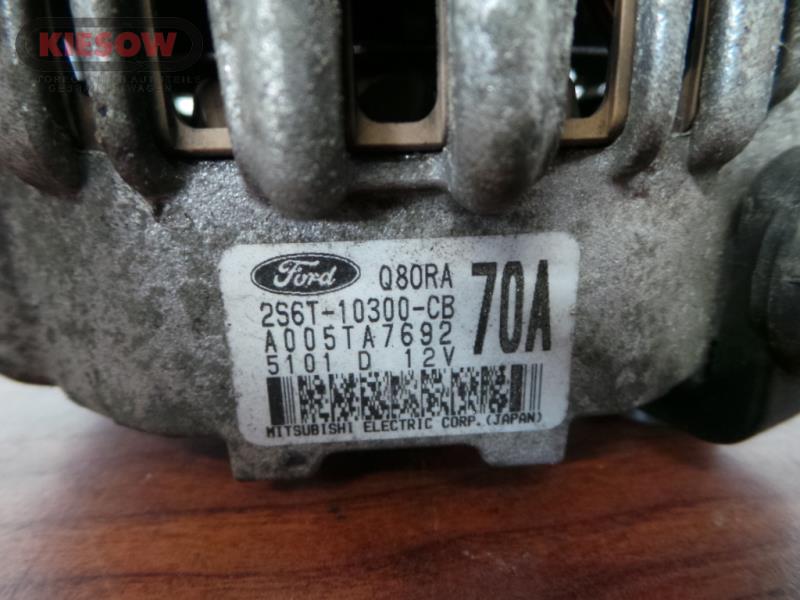 KIESOW
Ford Q80RA
2S6T-10300-CB 70A
A005TA7692
5101 D 12V
MITSUBISHI ELECTRIC CORP.(JAPAN)